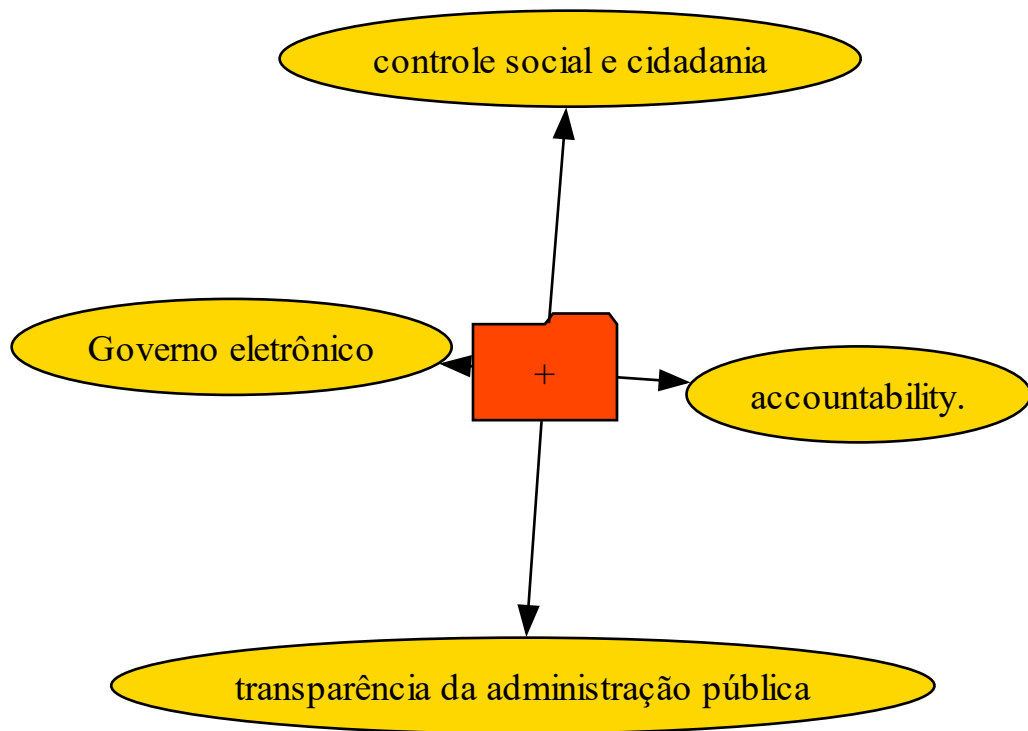 controle social e cidadania
Governo eletrônico
+
accountability.
transparência da administração pública